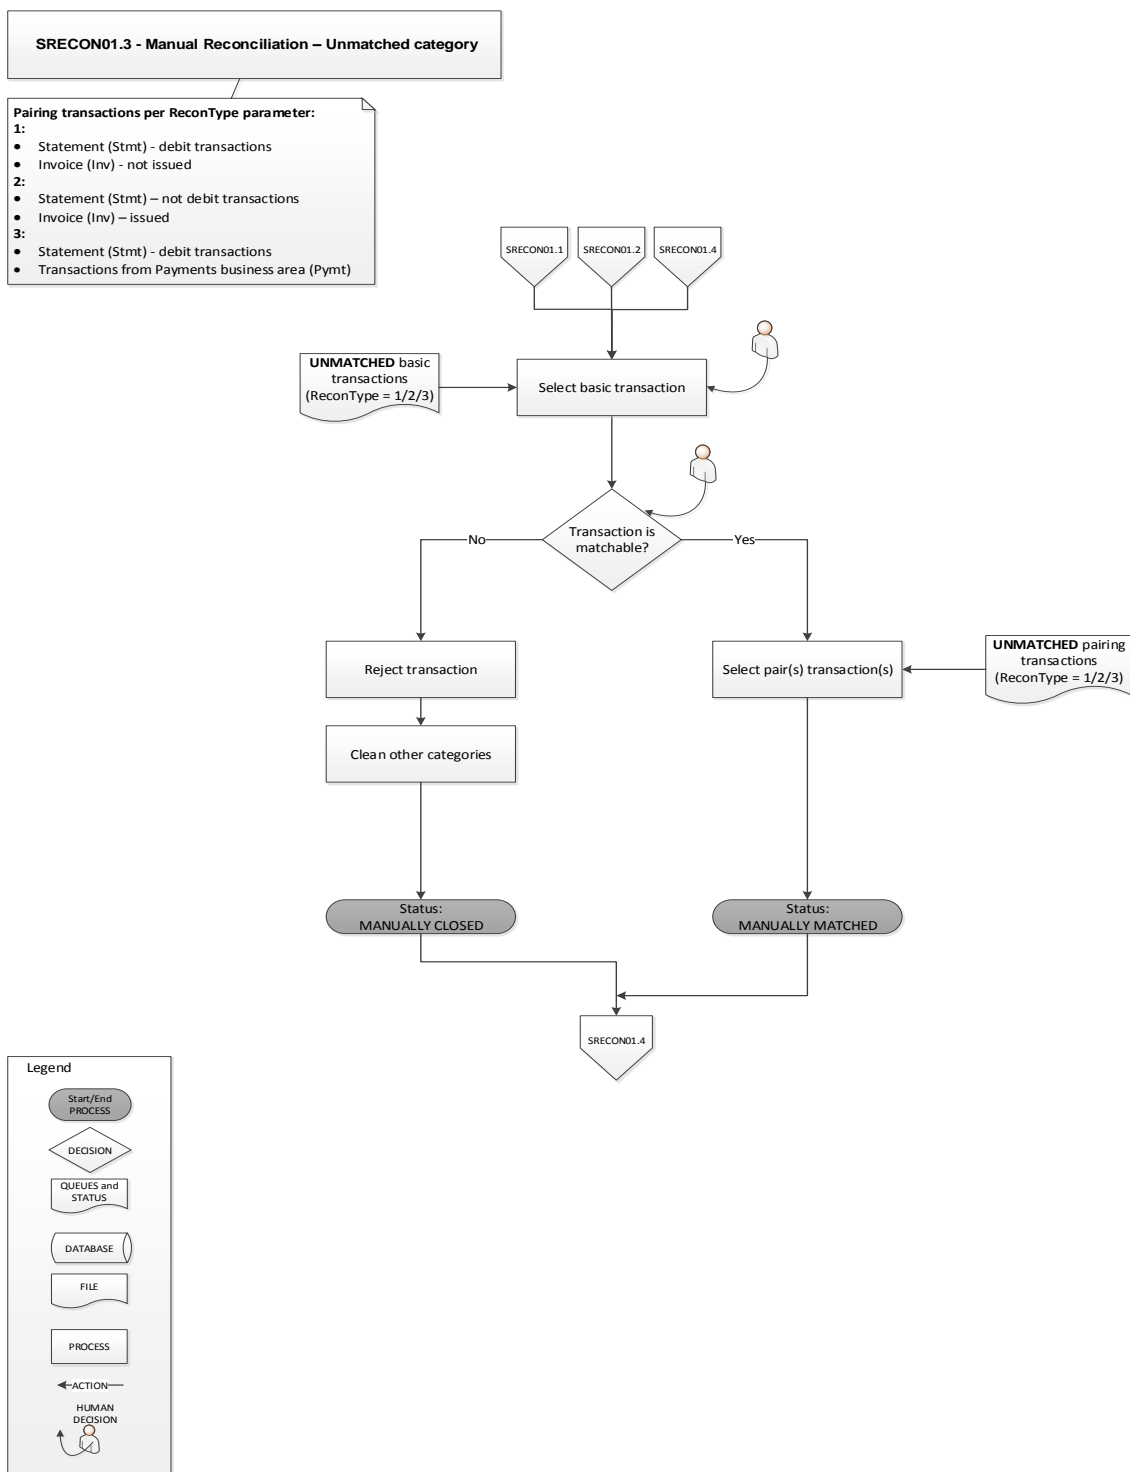 SRECON01.3 - Manual Reconciliation – Unmatched category
Pairing transactions per ReconType parameter:
1:
• Statement (Stmt) - debit transactions
• Invoice (Inv) - not issued
2:
• Statement (Stmt) – not debit transactions
• Invoice (Inv) – issued
3:
• Statement (Stmt) - debit transactions
• Transactions from Payments business area (Pymt)
SRECON01.1
SRECON01.2
SRECON01.4
UNMATCHED basic
transactions
(ReconType = 1/2/3)
Select basic transaction
Transaction is
matchable?
No
Yes
Reject transaction
Select pair(s) transaction(s)
UNMATCHED pairing
transactions
(ReconType = 1/2/3)
Clean other categories
Status:
MANUALLY CLOSED
Status:
MANUALLY MATCHED
SRECON01.4
Legend
Start/End
PROCESS
DECISION
QUEUES and
STATUS
DATABASE
FILE
PROCESS
ACTION
HUMAN
DECISION